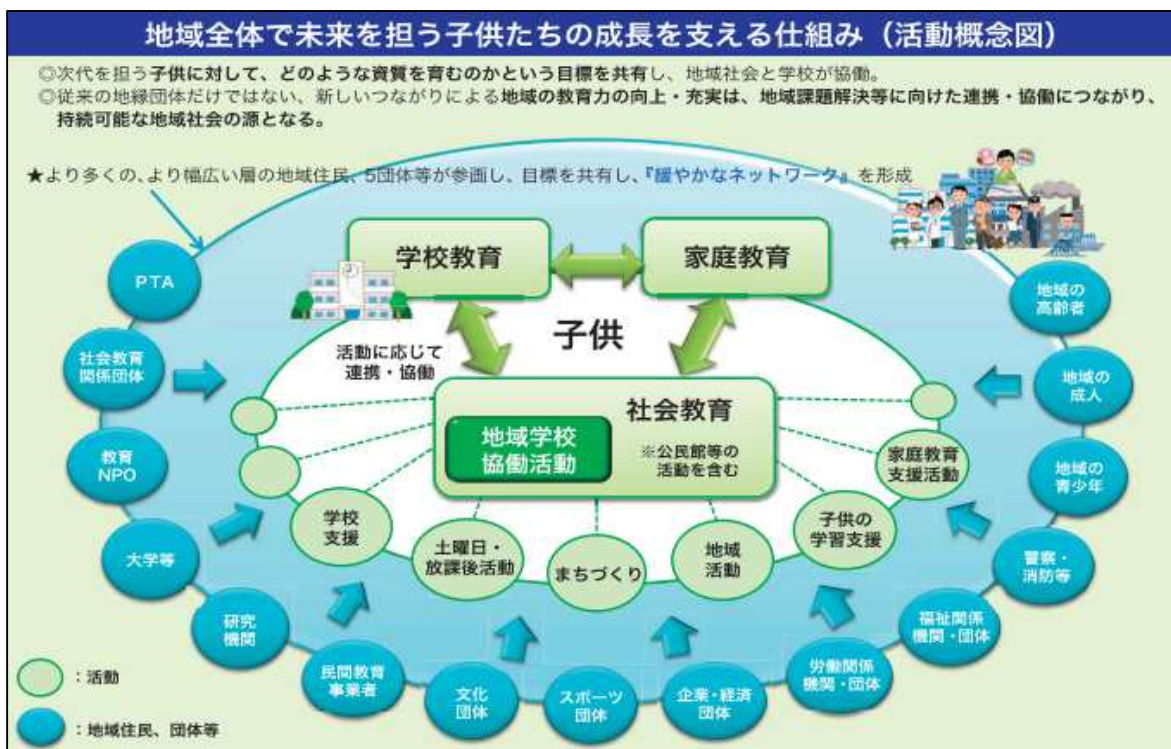 地域全体で未来を担う子供たちの成長を支える仕組み（活動概念図）
◎次代を担う子供に対して、どのような資質を育むのかという目標を共有し、地域社会と学校が協働。
◎従来の地縁団体だけではない、新しいつながりによる地域の教育力の向上・充実は、地域課題解決等に向けた連携・協働につながり、
持続可能な地域社会の源となる。
★より多くの、より幅広い層の地域住民、5団体等が参画し、目標を共有し、『緩やかなネットワーク』を形成
学校教育
家庭教育
PTA
地域の
高齢者
子供
活動に応じて
連携・協働
社会教育
関係団体
地域の
成人
社会教育
地域学校
協働活動
※公民館等の
活動を含む
教育
NPO
家庭教育
支援活動
地域の
青少年
学校
支援
土曜日・
放課後活動
まちづくり
地域
活動
子供の
学習支援
大学等
警察・
消防等
研究
機関
福祉関係
機関・団体
民間教育
事業者
文化
団体
スポーツ
団体
企業・経済
団体
労働関係
機関・団体
：活動
：地域住民、団体等